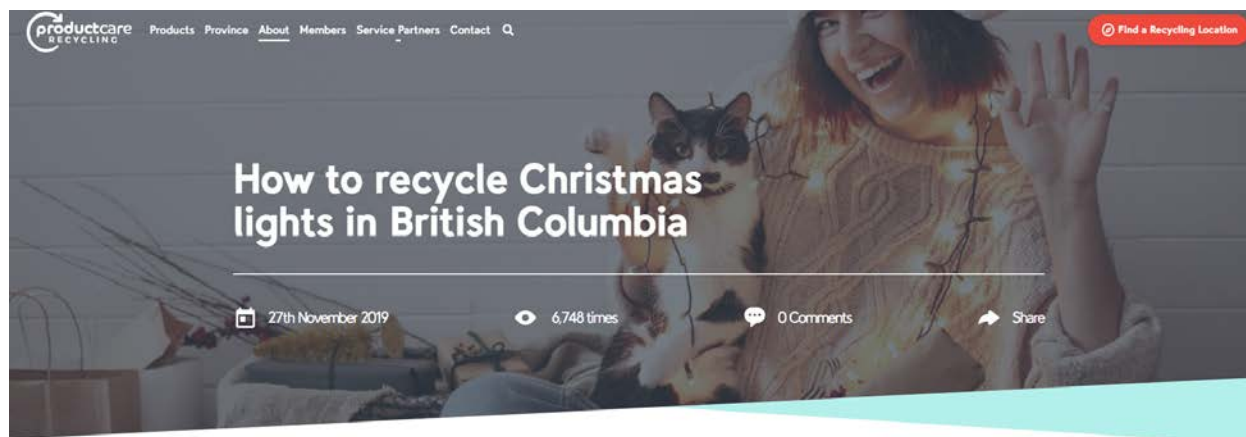 productcare
RECYCLING
Products Province About Members Service Partners Contact
Find a Recycling Location
How to recycle Christmas
lights in British Columbia
27th November 2019 6,748 times 0 Comments Share